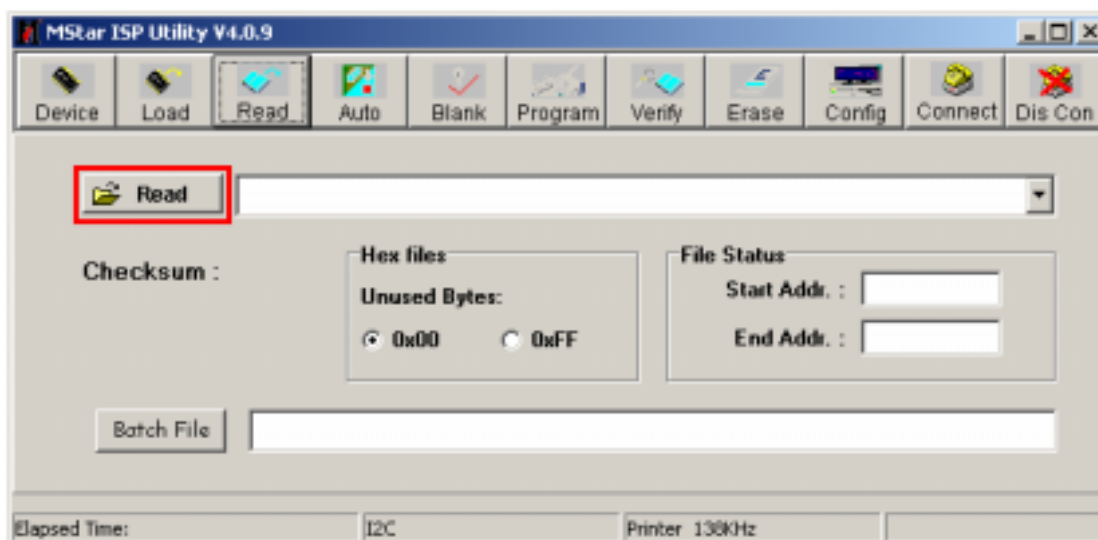 MStar ISP Utility V4.0.9
Device Load Read Auto Blank Program Verify Erase Config Connect Dis Con
Read
Checksum :
Hex files
Unused Bytes:
0x00 0xFF
File Status
Start Addr. :
End Addr. :
Batch File
Elapsed Time: I2C Printer 138KHz